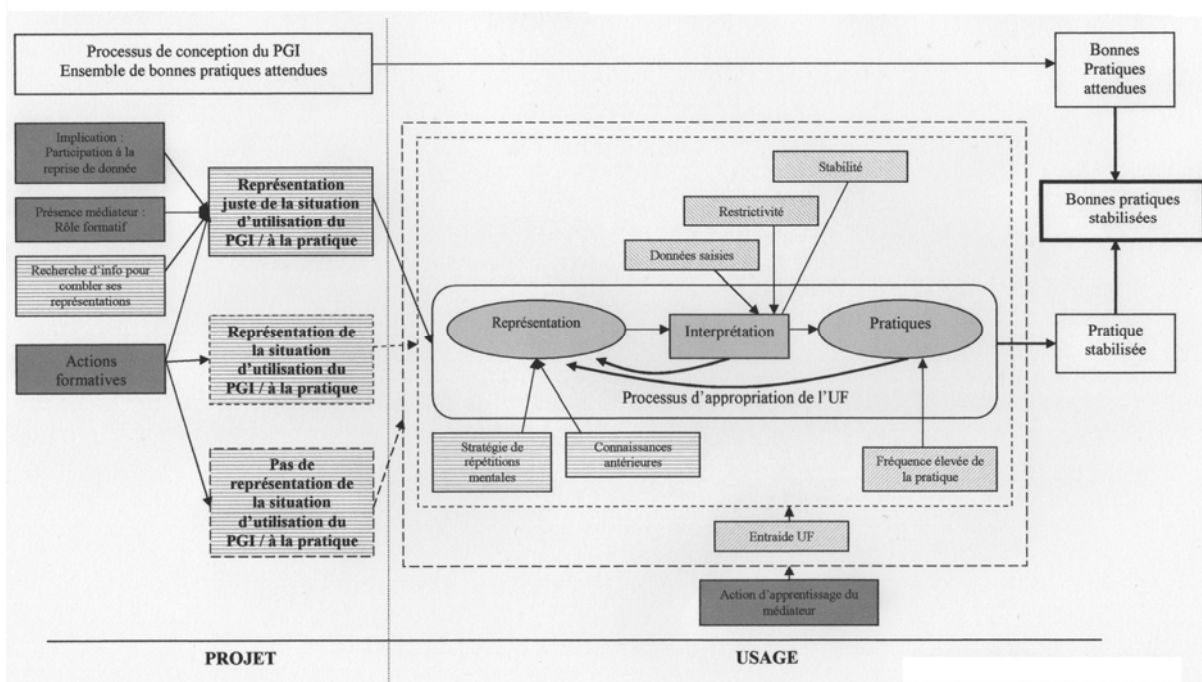 Processus de conception du PGI
Ensemble de bonnes pratiques attendues
Bonnes
Pratiques
attendues
Implication :
Participation à la
reprise de donnée
Présence médiateur :
Rôle formatif
Recherche d'info pour
combler ses
représentations
Actions
formatives
Représentation
juste de la situation
d'utilisation du
PGI / à la pratique
Représentation de
la situation
d'utilisation du
PGI / à la pratique
Pas de
représentation de
la situation
d'utilisation du
PGI / à la pratique
Stabilité
Restrictivité
Données saisies
Représentation
Interprétation
Pratiques
Processus d'appropriation de l'UF
Stratégie de
répétitions
mentales
Connaissances
antérieures
Fréquence élevée de
la pratique
Entraide UF
Action d'apprentissage du
médiateur
Bonnes pratiques
stabilisées
Pratique
stabilisée
PROJET
USAGE